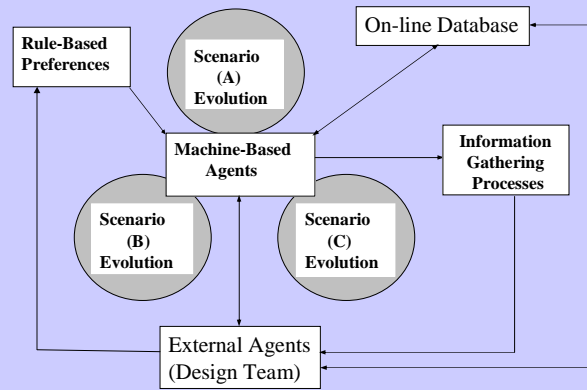 On-line Database
Rule-Based
Preferences
Scenario
(A)
Evolution
Machine-Based
Agents
Information
Gathering
Processes
Scenario
(B)
Evolution
Scenario
(C)
Evolution
External Agents
(Design Team)